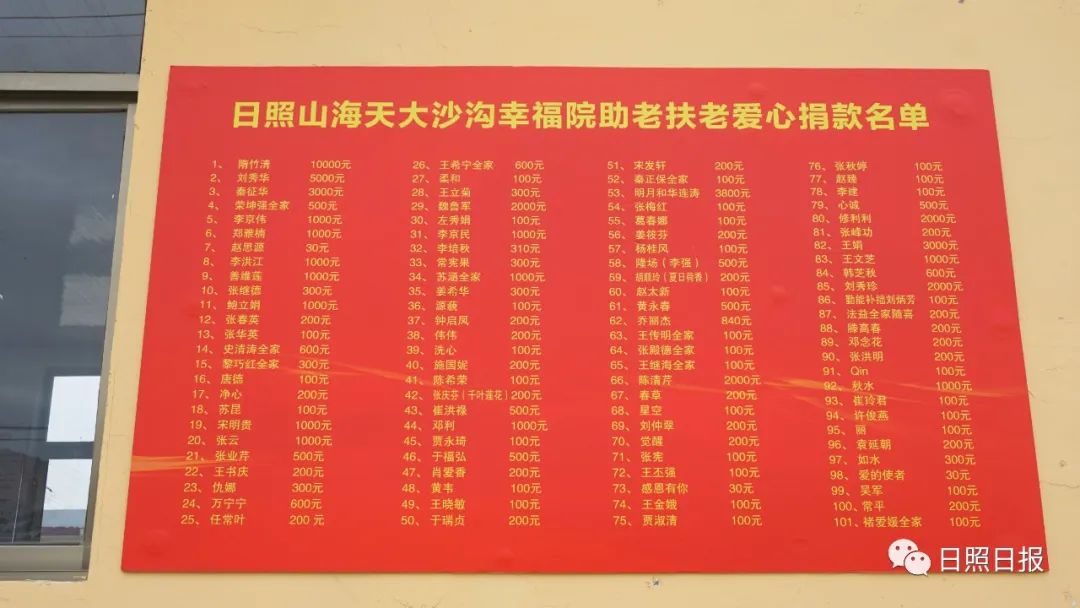 日照山海天大沙沟幸福院助老扶老爱心捐款名单
1、 隋竹清 10000元
2、 刘秀华 5000元
3、 秦征华 3000元
4、 荣坤强全家 500元
5、 李京伟 1000元
6、 郑雅楠 1000元
7、 赵思源 30元
8、 李洪江 1000元
9、 善维莲 1000元
10、 张继德 300元
11、 鲍立娟 1000元
12、 张春英 200元
13、 张华英 100元
14、 史清涛全家 600元
15、 黎巧红全家 300元
16、 唐德 100元
17、 净心 200元
18、 苏昆 100元
19、 宋明贵 1000元
20、 张云 1000元
21、 张业芹 500元
22、 王书庆 200元
23、 仇娜 300元
24、 万宁宁 600元
25、 任常叶 200元
26、 王希宁全家 600元
27、 柔和 100元
28、 王立菊 300元
29、 魏鲁军 2000元
30、 左秀娟 100元
31、 李京民 1000元
32、 李培秋 310元
33、 常宪果 300元
34、 苏涵全家 1000元
35、 姜希华 300元
36、 源藙 100元
37、 钟启凤 200元
38、 伟伟 200元
39、 洗心 100元
40、 施国妮 200元
41、 陈希荣 100元
42、 张庆芬（千叶莲花）200元
43、 崔洪禄 500元
44、 邓利 1000元
45、 贾永琦 100元
46、 于福弘 500元
47、 肖爱香 200元
48、 黄韦 100元
49、 王晓敏 100元
50、 于瑞贞 200元
51、 宋发轩 200元
52、 秦正保全家 100元
53、 明月和华连涛 3800元
54、 张梅红 100元
55、 葛春娜 100元
56、 姜筱芬 200元
57、 杨桂风 100元
58、 隆场（李强） 500元
59、 胡顺玲（夏日荷香） 200元
60、 赵太新 100元
61、 黄永春 500元
62、 乔丽杰 840元
63、 王传明全家 100元
64、 张殿德全家 100元
65、 王继海全家 100元
66、 陈清芹 2000元
67、 春草 200元
68、 星空 100元
69、 刘仲翠 200元
70、 觉醒 200元
71、 张宪 100元
72、 王丕强 100元
73、 感恩有你 30元
74、 王金娥 100元
75、 贾淑清 100元
76、 张秋婷 100元
77、 赵臻 100元
78、 李建 100元
79、 心诚 500元
80、 修利利 2000元
81、 张峰功 200元
82、 王娟 3000元
83、 王文芝 1000元
84、 韩芝秋 600元
85、 刘秀珍 2000元
86、 勤能补拙刘炳芳 100元
87、 法益全家随喜 200元
88、 滕高春 200元
89、 邓念花 200元
90、 张洪明 200元
91、 Qin 100元
92、 秋水 1000元
93、 崔玲君 100元
94、 许俊燕 100元
95、 丽 100元
96、 袁延朝 200元
97、 如水 300元
98、 爱的使者 30元
99、 吴军 100元
100、 常平 200元
101、 褚爱媛全家 100元
日照日报